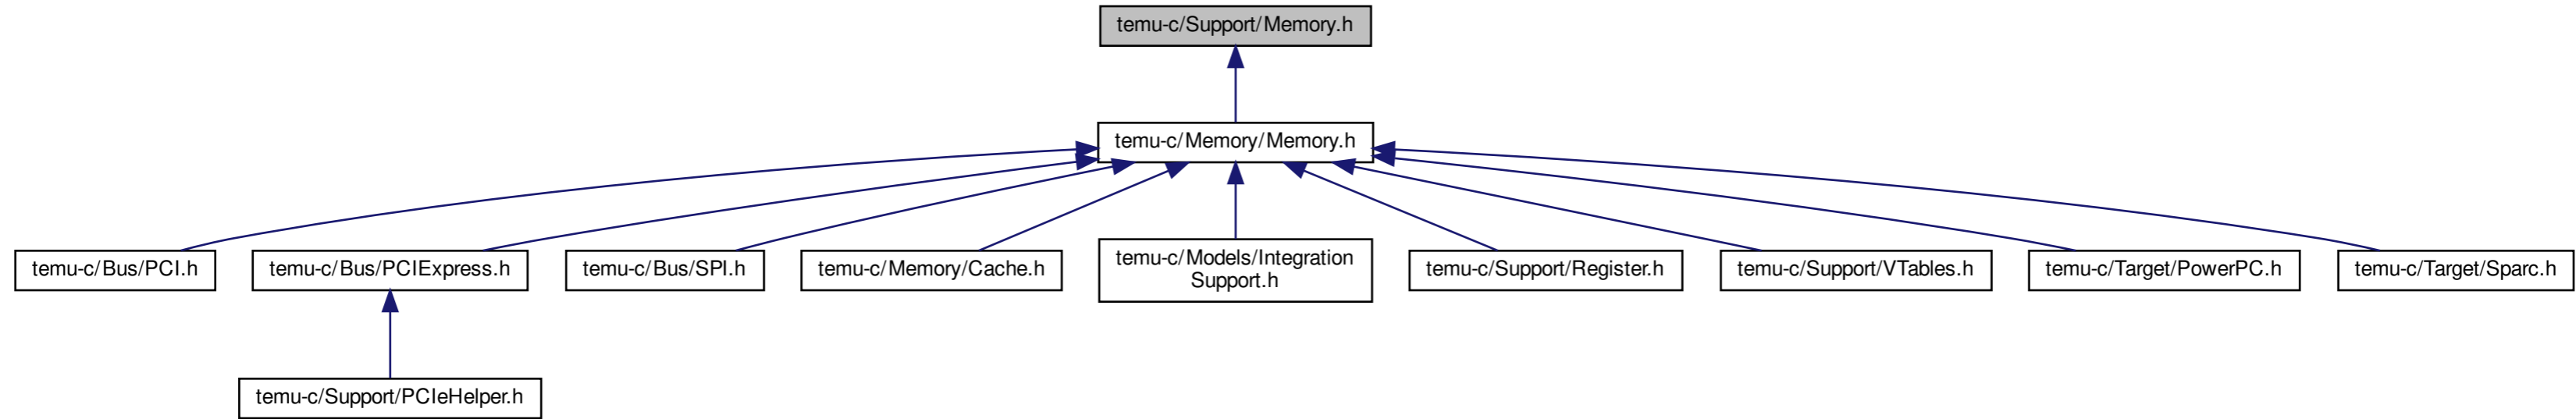 temu-c/Support/Memory.h
temu-c/Memory/Memory.h
temu-c/Bus/PCI.h
temu-c/Bus/PCIExpress.h
temu-c/Bus/SPI.h
temu-c/Memory/Cache.h
temu-c/Models/Integration
Support.h
temu-c/Support/Register.h
temu-c/Support/VTables.h
temu-c/Target/PowerPC.h
temu-c/Target/Sparc.h
temu-c/Support/PCIeHelper.h